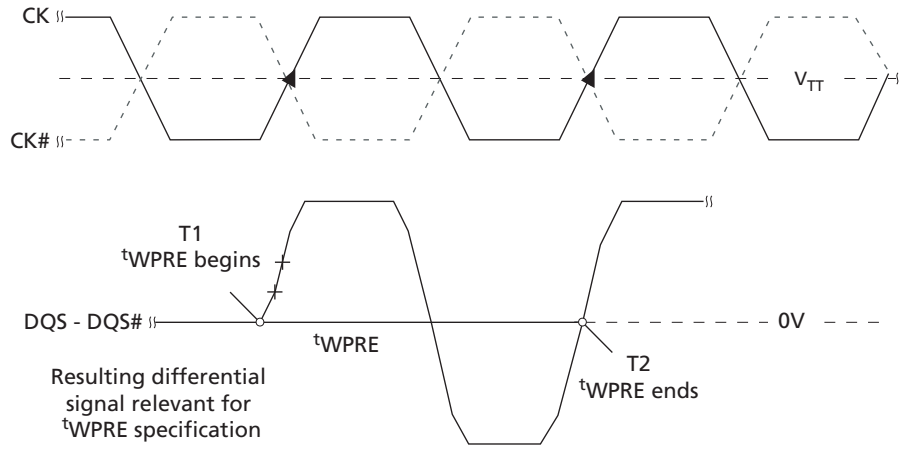 CK
V_TT
CK#
T1
tWPRE begins
DQS - DQS#
0V
tWPRE
T2
tWPRE ends
Resulting differential
signal relevant for
tWPRE specification